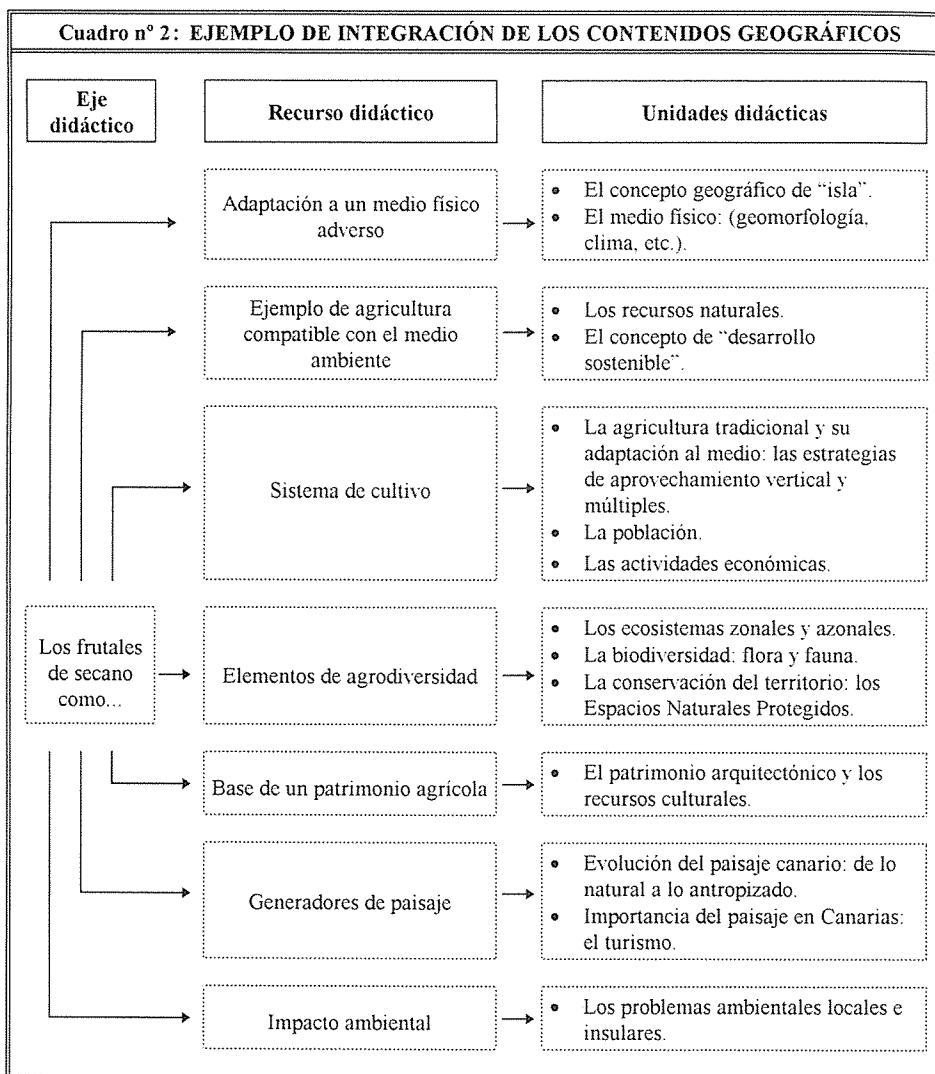 Cuadro nº 2: EJEMPLO DE INTEGRACIÓN DE LOS CONTENIDOS GEOGRÁFICOS
Eje
didáctico
Recurso didáctico
Unidades didácticas
Adaptación a un medio físico
adverso
• El concepto geográfico de "isla".
• El medio físico: (geomorfología,
clima, etc.).
Ejemplo de agricultura
compatible con el medio
ambiente
• Los recursos naturales.
• El concepto de "desarrollo
sostenible".
Sistema de cultivo
• La agricultura tradicional y su
adaptación al medio: las estrategias
de aprovechamiento vertical y
múltiples.
• La población.
• Las actividades económicas.
Los frutales
de secano
como...
Elementos de agrodiversidad
• Los ecosistemas zonales y azonales.
• La biodiversidad: flora y fauna.
• La conservación del territorio: los
Espacios Naturales Protegidos.
Base de un patrimonio agrícola
• El patrimonio arquitectónico y los
recursos culturales.
Generadores de paisaje
• Evolución del paisaje canario: de lo
natural a lo antropizado.
• Importancia del paisaje en Canarias:
el turismo.
Impacto ambiental
• Los problemas ambientales locales e
insulares.